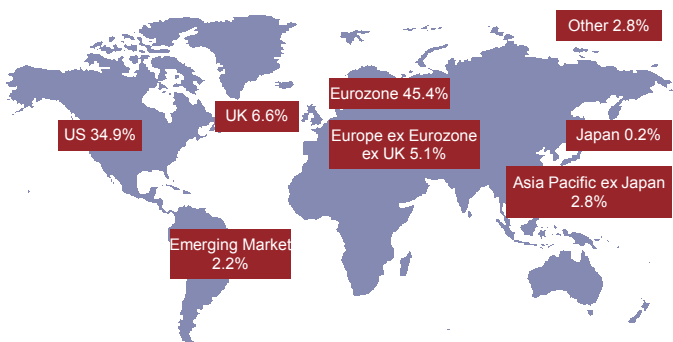 Other 2.8%
Eurozone 45.4%
UK 6.6%
US 34.9%
Europe ex Eurozone
ex UK 5.1%
Japan 0.2%
Asia Pacific ex Japan
2.8%
Emerging Market
2.2%